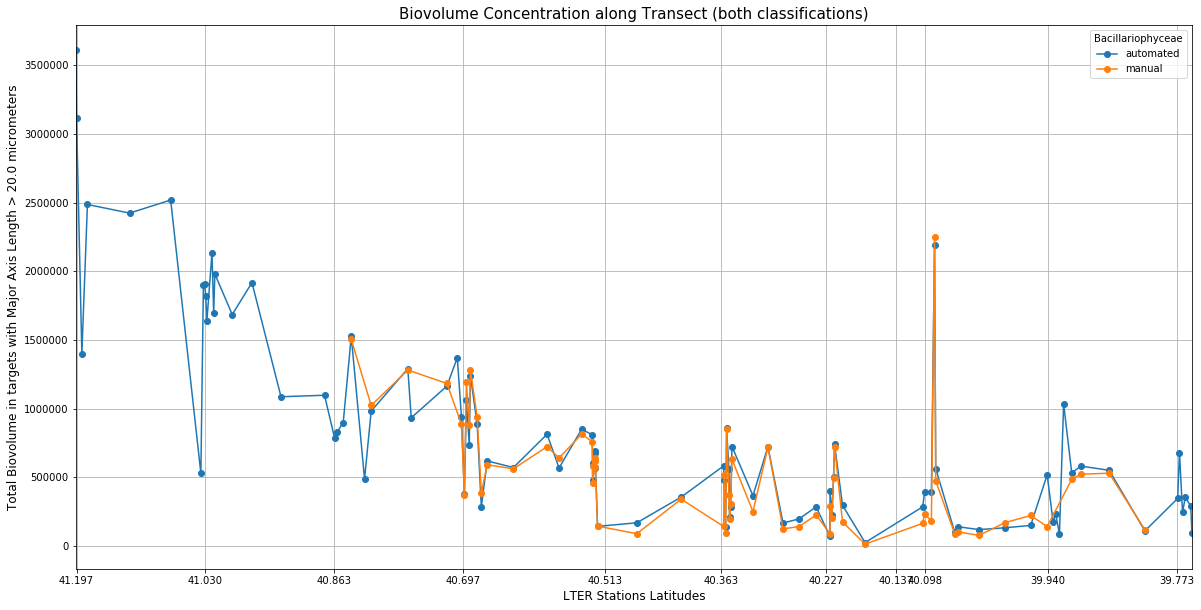 Biovolume Concentration along Transect (both classifications)
Total Biovolume in targets with Major Axis Length > 20.0 micrometers
3500000
3000000
2500000
2000000
1500000
1000000
500000
0
Bacillariophyceae
automated
manual
41.197 41.030 40.863 40.697 40.513 40.363 40.227 40.137 40.098 39.940 39.773
LTER Stations Latitudes